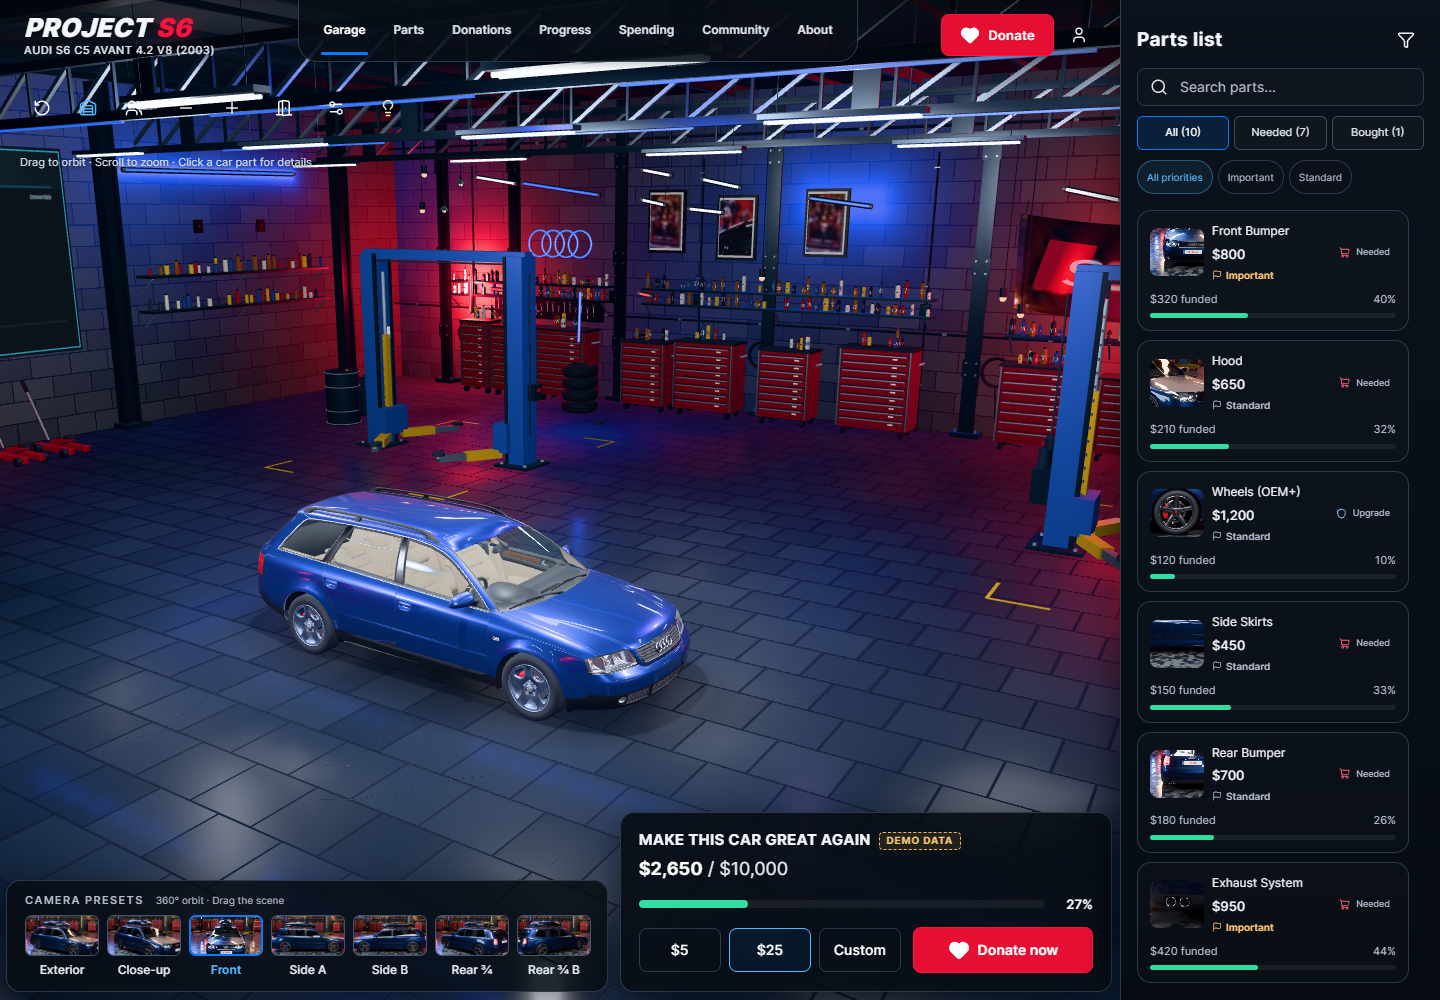 PROJECT S6
AUDI S6 C5 AVANT 4.2 V8 (2003)
Garage
Parts
Donations
Progress
Spending
Community
About
Donate
Drag to orbit · Scroll to zoom · Click a car part for details
DONATED
MAKE THIS CAR GREAT AGAIN
DEMO DATA
$2,650 / $10,000
27%
$5
$25
Custom
Donate now
CAMERA PRESETS
360° orbit · Drag the scene
Exterior
Close-up
Front
Side A
Side B
Rear ¾
Rear ¾ B
Parts list
Search parts...
All (10)
Needed (7)
Bought (1)
All priorities
Important
Standard
Front Bumper
$800
Needed
Important
$320 funded
40%
Hood
$650
Needed
Standard
$210 funded
32%
Wheels (OEM+)
$1,200
Upgrade
Standard
$120 funded
10%
Side Skirts
$450
Needed
Standard
$150 funded
33%
Rear Bumper
$700
Needed
Standard
$180 funded
26%
Exhaust System
$950
Needed
Important
$420 funded
44%